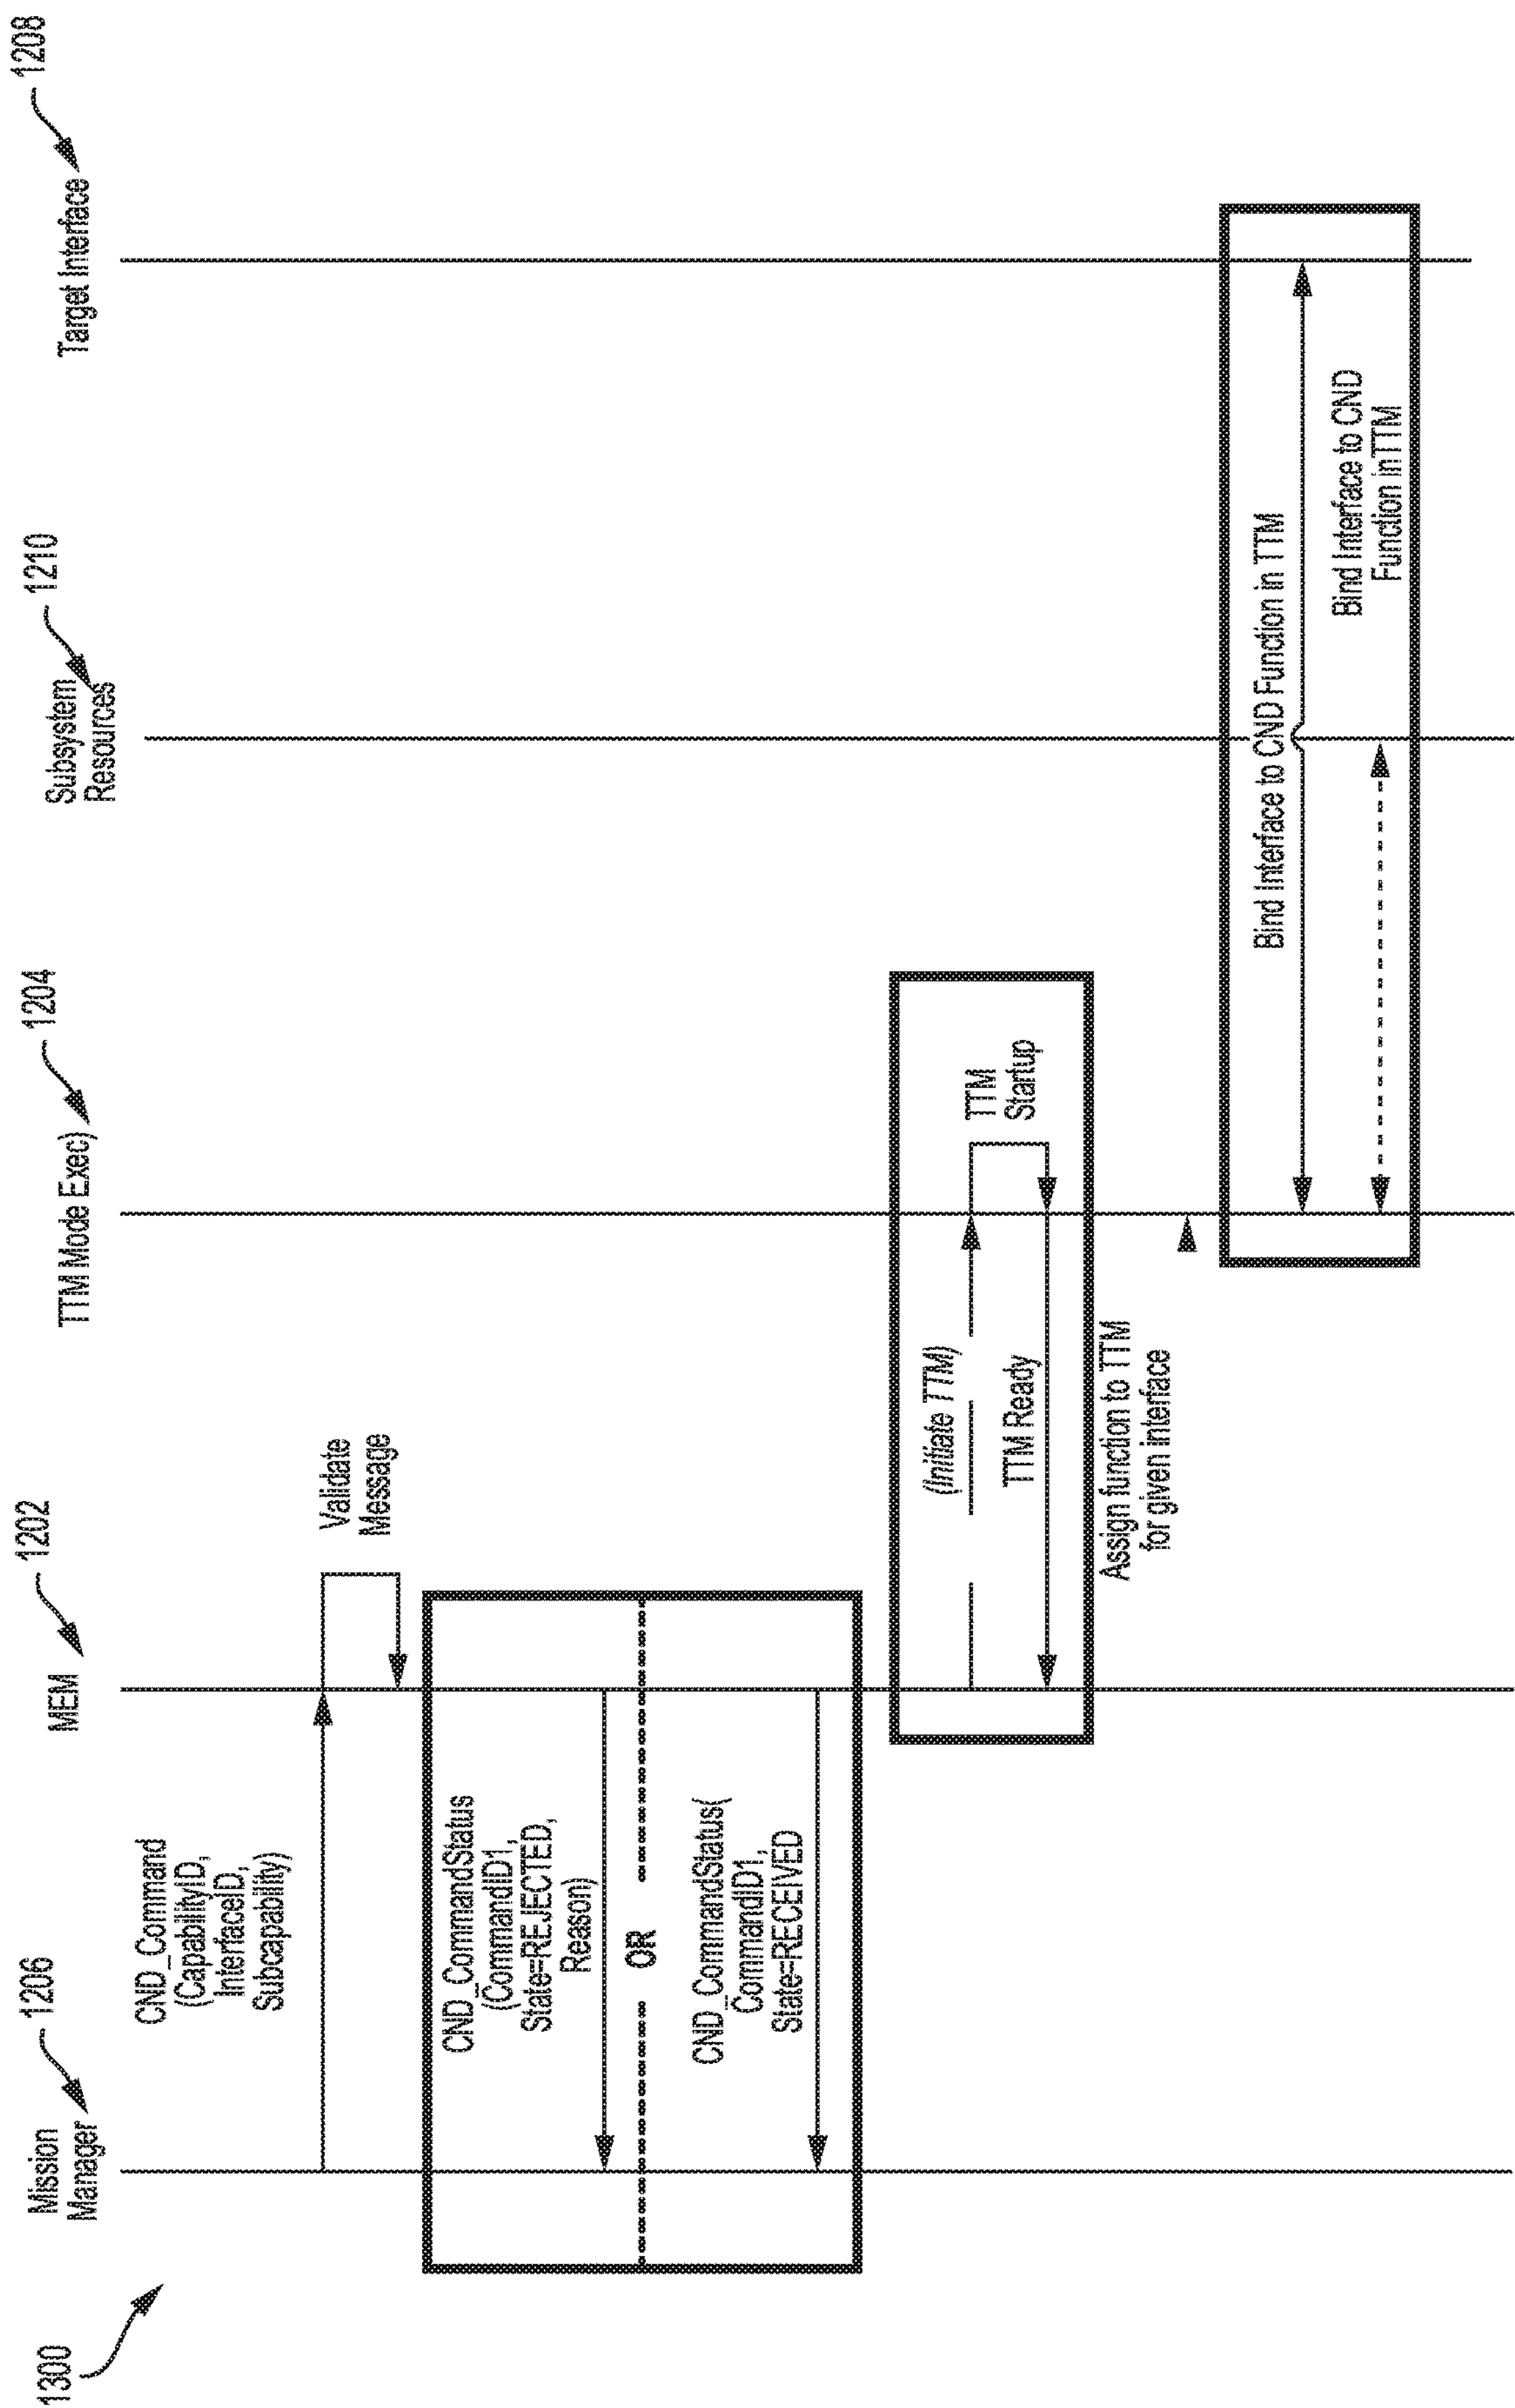 1300
Mission
Manager
1206
MEM
1202
TTM Mode Exec)
1204
Subsystem
Resources
1210
Target Interface
1208
CND_Command
(CapabilityID,
InterfaceID,
Subcapability)
Validate
Message
CND_CommandStatus
(CommandID1,
State=REJECTED,
Reason)
OR
CND_CommandStatus(
CommandID1,
State=RECEIVED
(Initiate TTM)
TTM
Startup
TTM Ready
Assign function to TTM
for given interface
Bind Interface to CND Function in TTM
Bind Interface to CND
Function inTTM